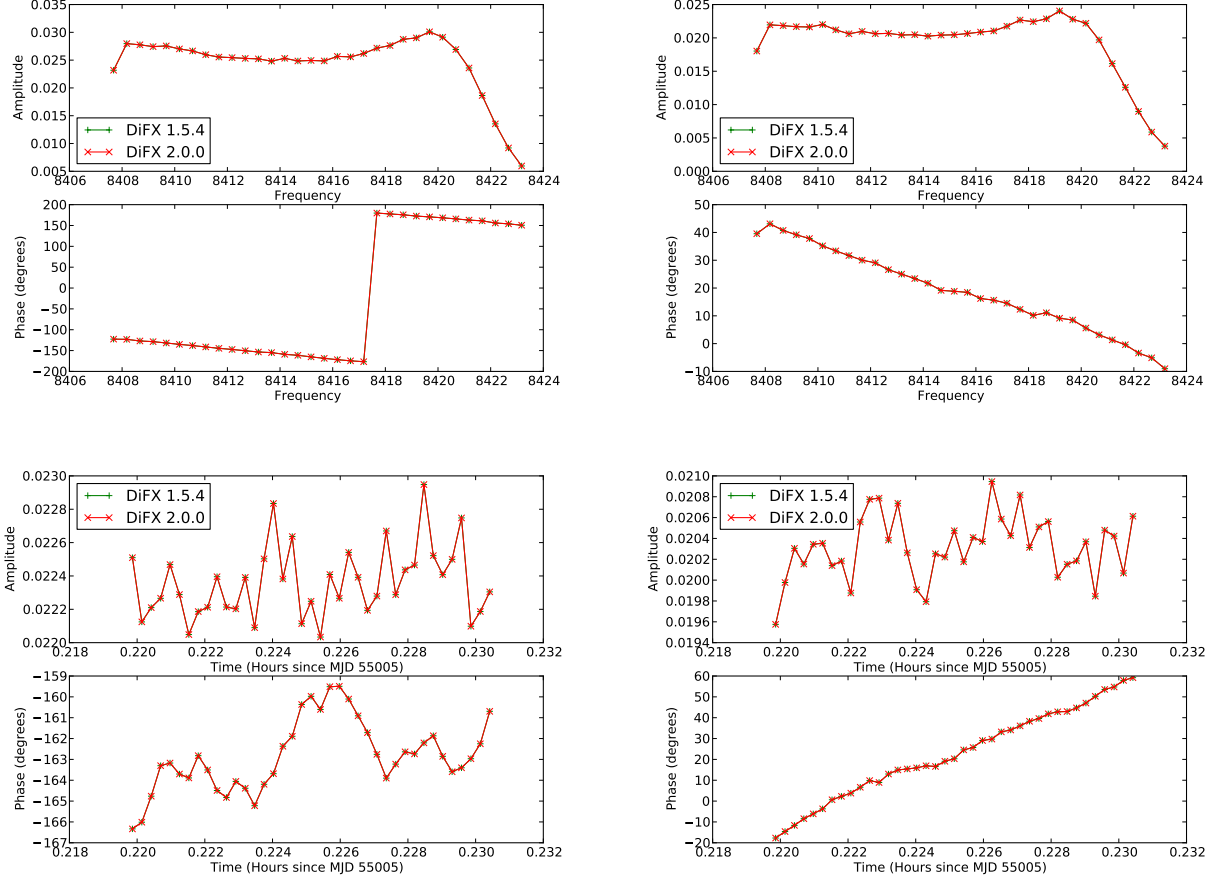 0.035
0.030
0.025
0.020
0.015
0.010
0.005
Amplitude
DiFX 1.5.4
DiFX 2.0.0
8406 8408 8410 8412 8414 8416 8418 8420 8422 8424
Frequency
200
150
100
50
0
−50
−100
−150
−200
Phase (degrees)
8406 8408 8410 8412 8414 8416 8418 8420 8422 8424
Frequency
0.025
0.020
0.015
0.010
0.005
0.000
Amplitude
DiFX 1.5.4
DiFX 2.0.0
8406 8408 8410 8412 8414 8416 8418 8420 8422 8424
Frequency
50
40
30
20
10
0
−10
Phase (degrees)
8406 8408 8410 8412 8414 8416 8418 8420 8422 8424
Frequency
0.0230
0.0228
0.0226
0.0224
0.0222
0.0220
Amplitude
DiFX 1.5.4
DiFX 2.0.0
0.218 0.220 0.222 0.224 0.226 0.228 0.230 0.232
Time (Hours since MJD 55005)
−159
−160
−161
−162
−163
−164
−165
−166
−167
Phase (degrees)
0.218 0.220 0.222 0.224 0.226 0.228 0.230 0.232
Time (Hours since MJD 55005)
0.0210
0.0208
0.0206
0.0204
0.0202
0.0200
0.0198
0.0196
0.0194
Amplitude
DiFX 1.5.4
DiFX 2.0.0
0.218 0.220 0.222 0.224 0.226 0.228 0.230 0.232
Time (Hours since MJD 55005)
60
50
40
30
20
10
0
−10
−20
Phase (degrees)
0.218 0.220 0.222 0.224 0.226 0.228 0.230 0.232
Time (Hours since MJD 55005)